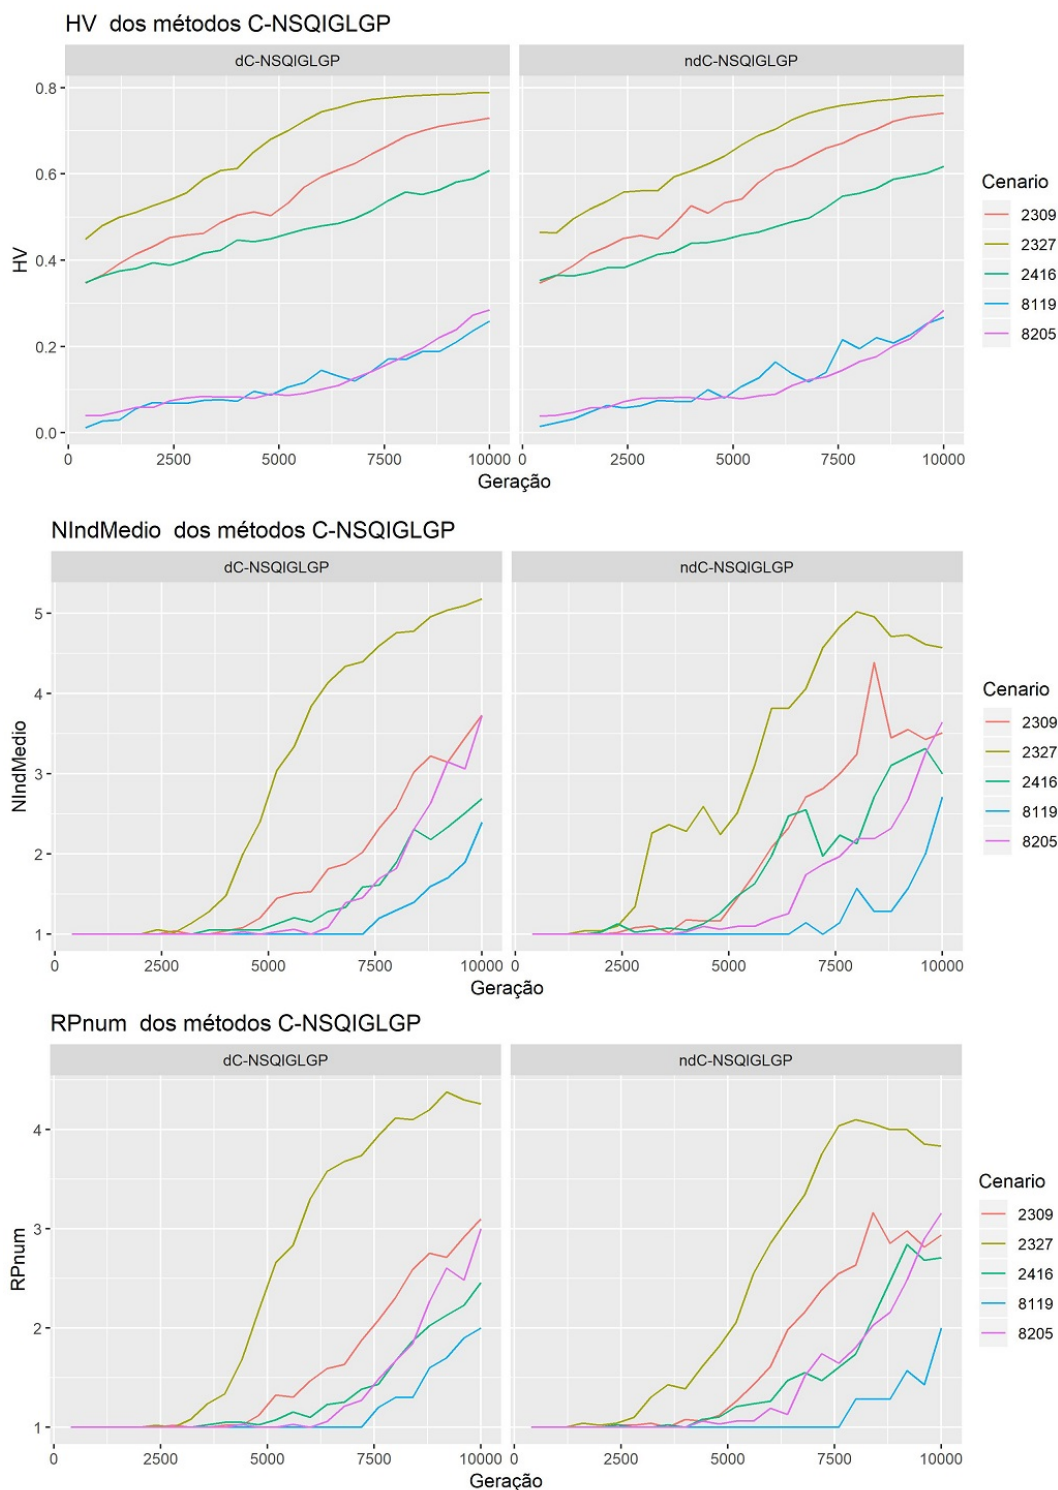 HV  dos métodos C-NSQIGLGP
dC-NSQIGLGP
ndC-NSQIGLGP
0.8
0.6
0.4
0.2
0.0
HV
0 2500 5000 7500 10000
0 2500 5000 7500 10000
Geração
Cenario
2309
2327
2416
8119
8205
NIndMedio  dos métodos C-NSQIGLGP
dC-NSQIGLGP
ndC-NSQIGLGP
5
4
3
2
1
NIndMedio
0 2500 5000 7500 10000
0 2500 5000 7500 10000
Geração
Cenario
2309
2327
2416
8119
8205
RPnum  dos métodos C-NSQIGLGP
dC-NSQIGLGP
ndC-NSQIGLGP
4
3
2
1
RPnum
0 2500 5000 7500 10000
0 2500 5000 7500 10000
Geração
Cenario
2309
2327
2416
8119
8205